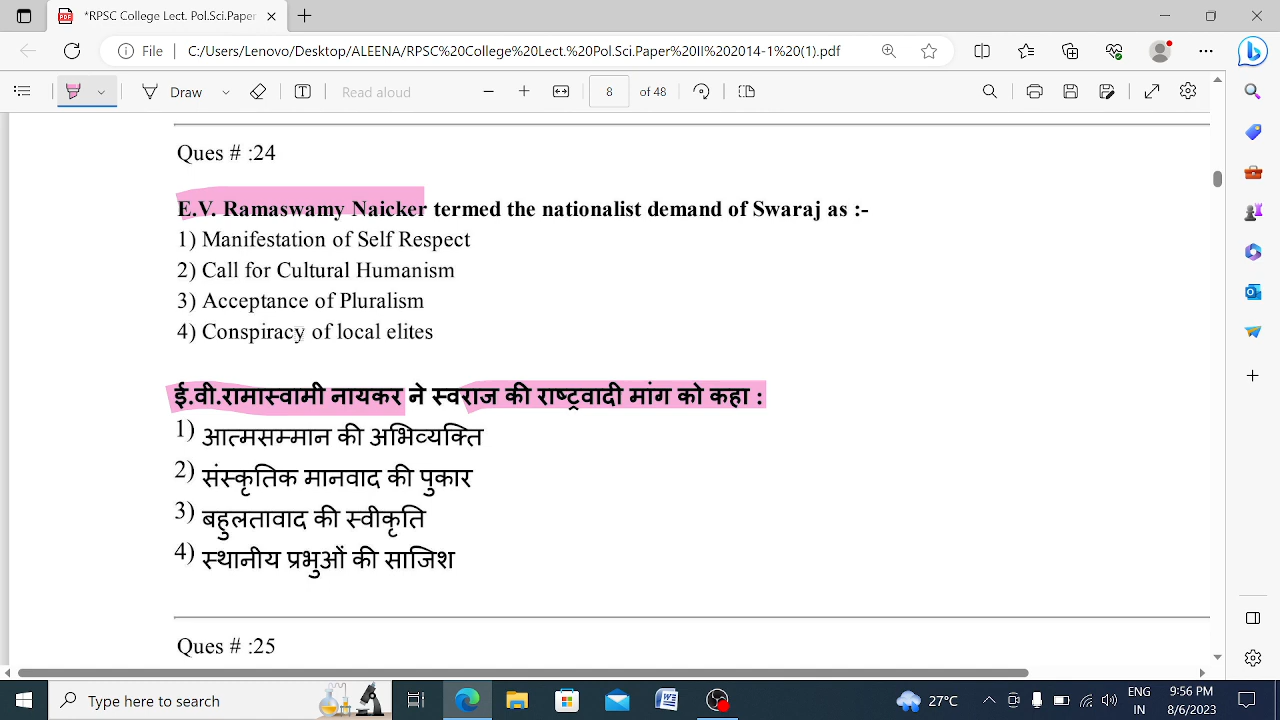 *RPSC College Lect. Pol.Sci.Paper
File C:/Users/Lenovo/Desktop/ALEENA/RPSC%20College%20Lect.%20Pol.Sci.Paper%20II%202014-1%20(1).pdf
Draw Read aloud 8 of 48
Ques # :24
E.V. Ramaswamy Naicker termed the nationalist demand of Swaraj as :-
1) Manifestation of Self Respect
2) Call for Cultural Humanism
3) Acceptance of Pluralism
4) Conspiracy of local elites
ई.वी.रामास्वामी नायकर ने स्वराज की राष्ट्रवादी मांग को कहा :
1) आत्मसम्मान की अभिव्यक्ति
2) संस्कृतिक मानवाद की पुकार
3) बहुलतावाद की स्वीकृति
4) स्थानीय प्रभुओं की साजिश
Ques # :25
Type here to search 27°C ENG 9:56 PM
IN 8/6/2023